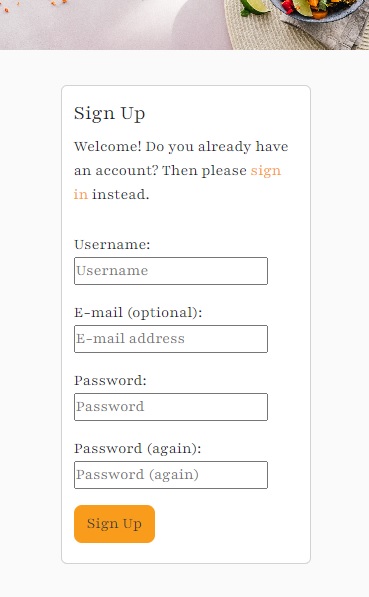 Sign Up
Welcome! Do you already have
an account? Then please sign
in instead.
Username:
Username
E-mail (optional):
E-mail address
Password:
Password
Password (again):
Password (again)
Sign Up